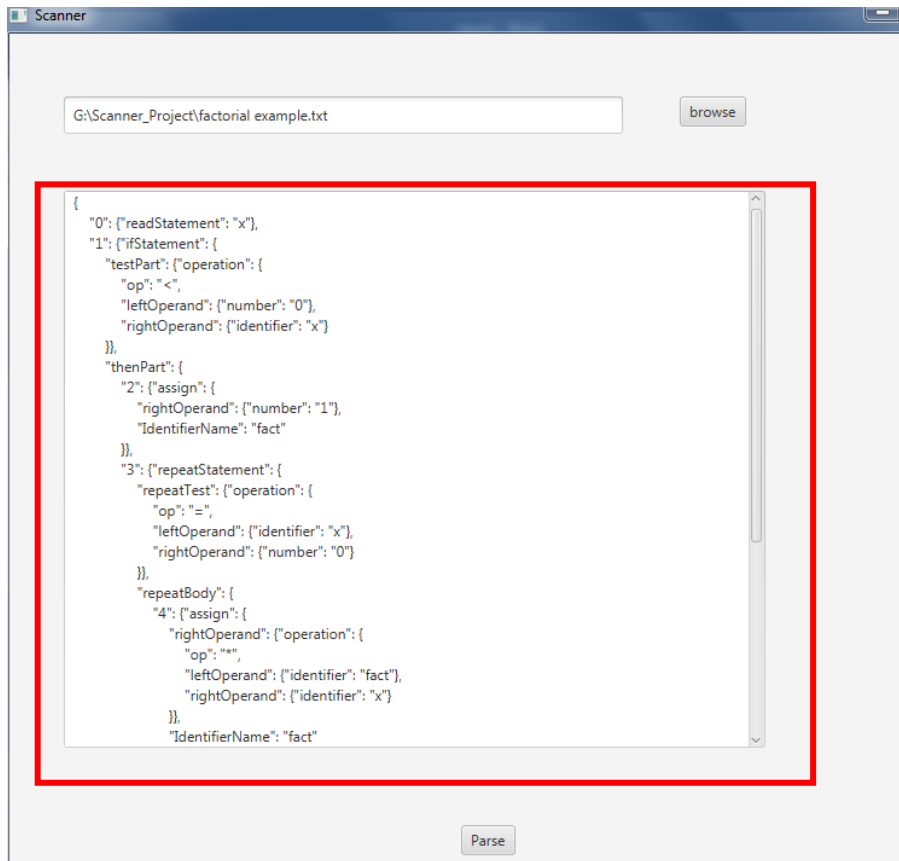 Scanner
G:\Scanner_Project\factorial example.txt
browse
{
    "0": {"readStatement": "x"},
    "1": {"ifStatement": {
        "testPart": {"operation": {
            "op": "<",
            "leftOperand": {"number": "0"},
            "rightOperand": {"identifier": "x"}
        }},
        "thenPart": {
            "2": {"assign": {
                "rightOperand": {"number": "1"},
                "IdentifierName": "fact"
            }},
            "3": {"repeatStatement": {
                "repeatTest": {"operation": {
                    "op": "=",
                    "leftOperand": {"identifier": "x"},
                    "rightOperand": {"number": "0"}
                }},
                "repeatBody": {
                    "4": {"assign": {
                        "rightOperand": {"operation": {
                            "op": "*",
                            "leftOperand": {"identifier": "fact"},
                            "rightOperand": {"identifier": "x"}
                        }},
                        "IdentifierName": "fact"
Parse